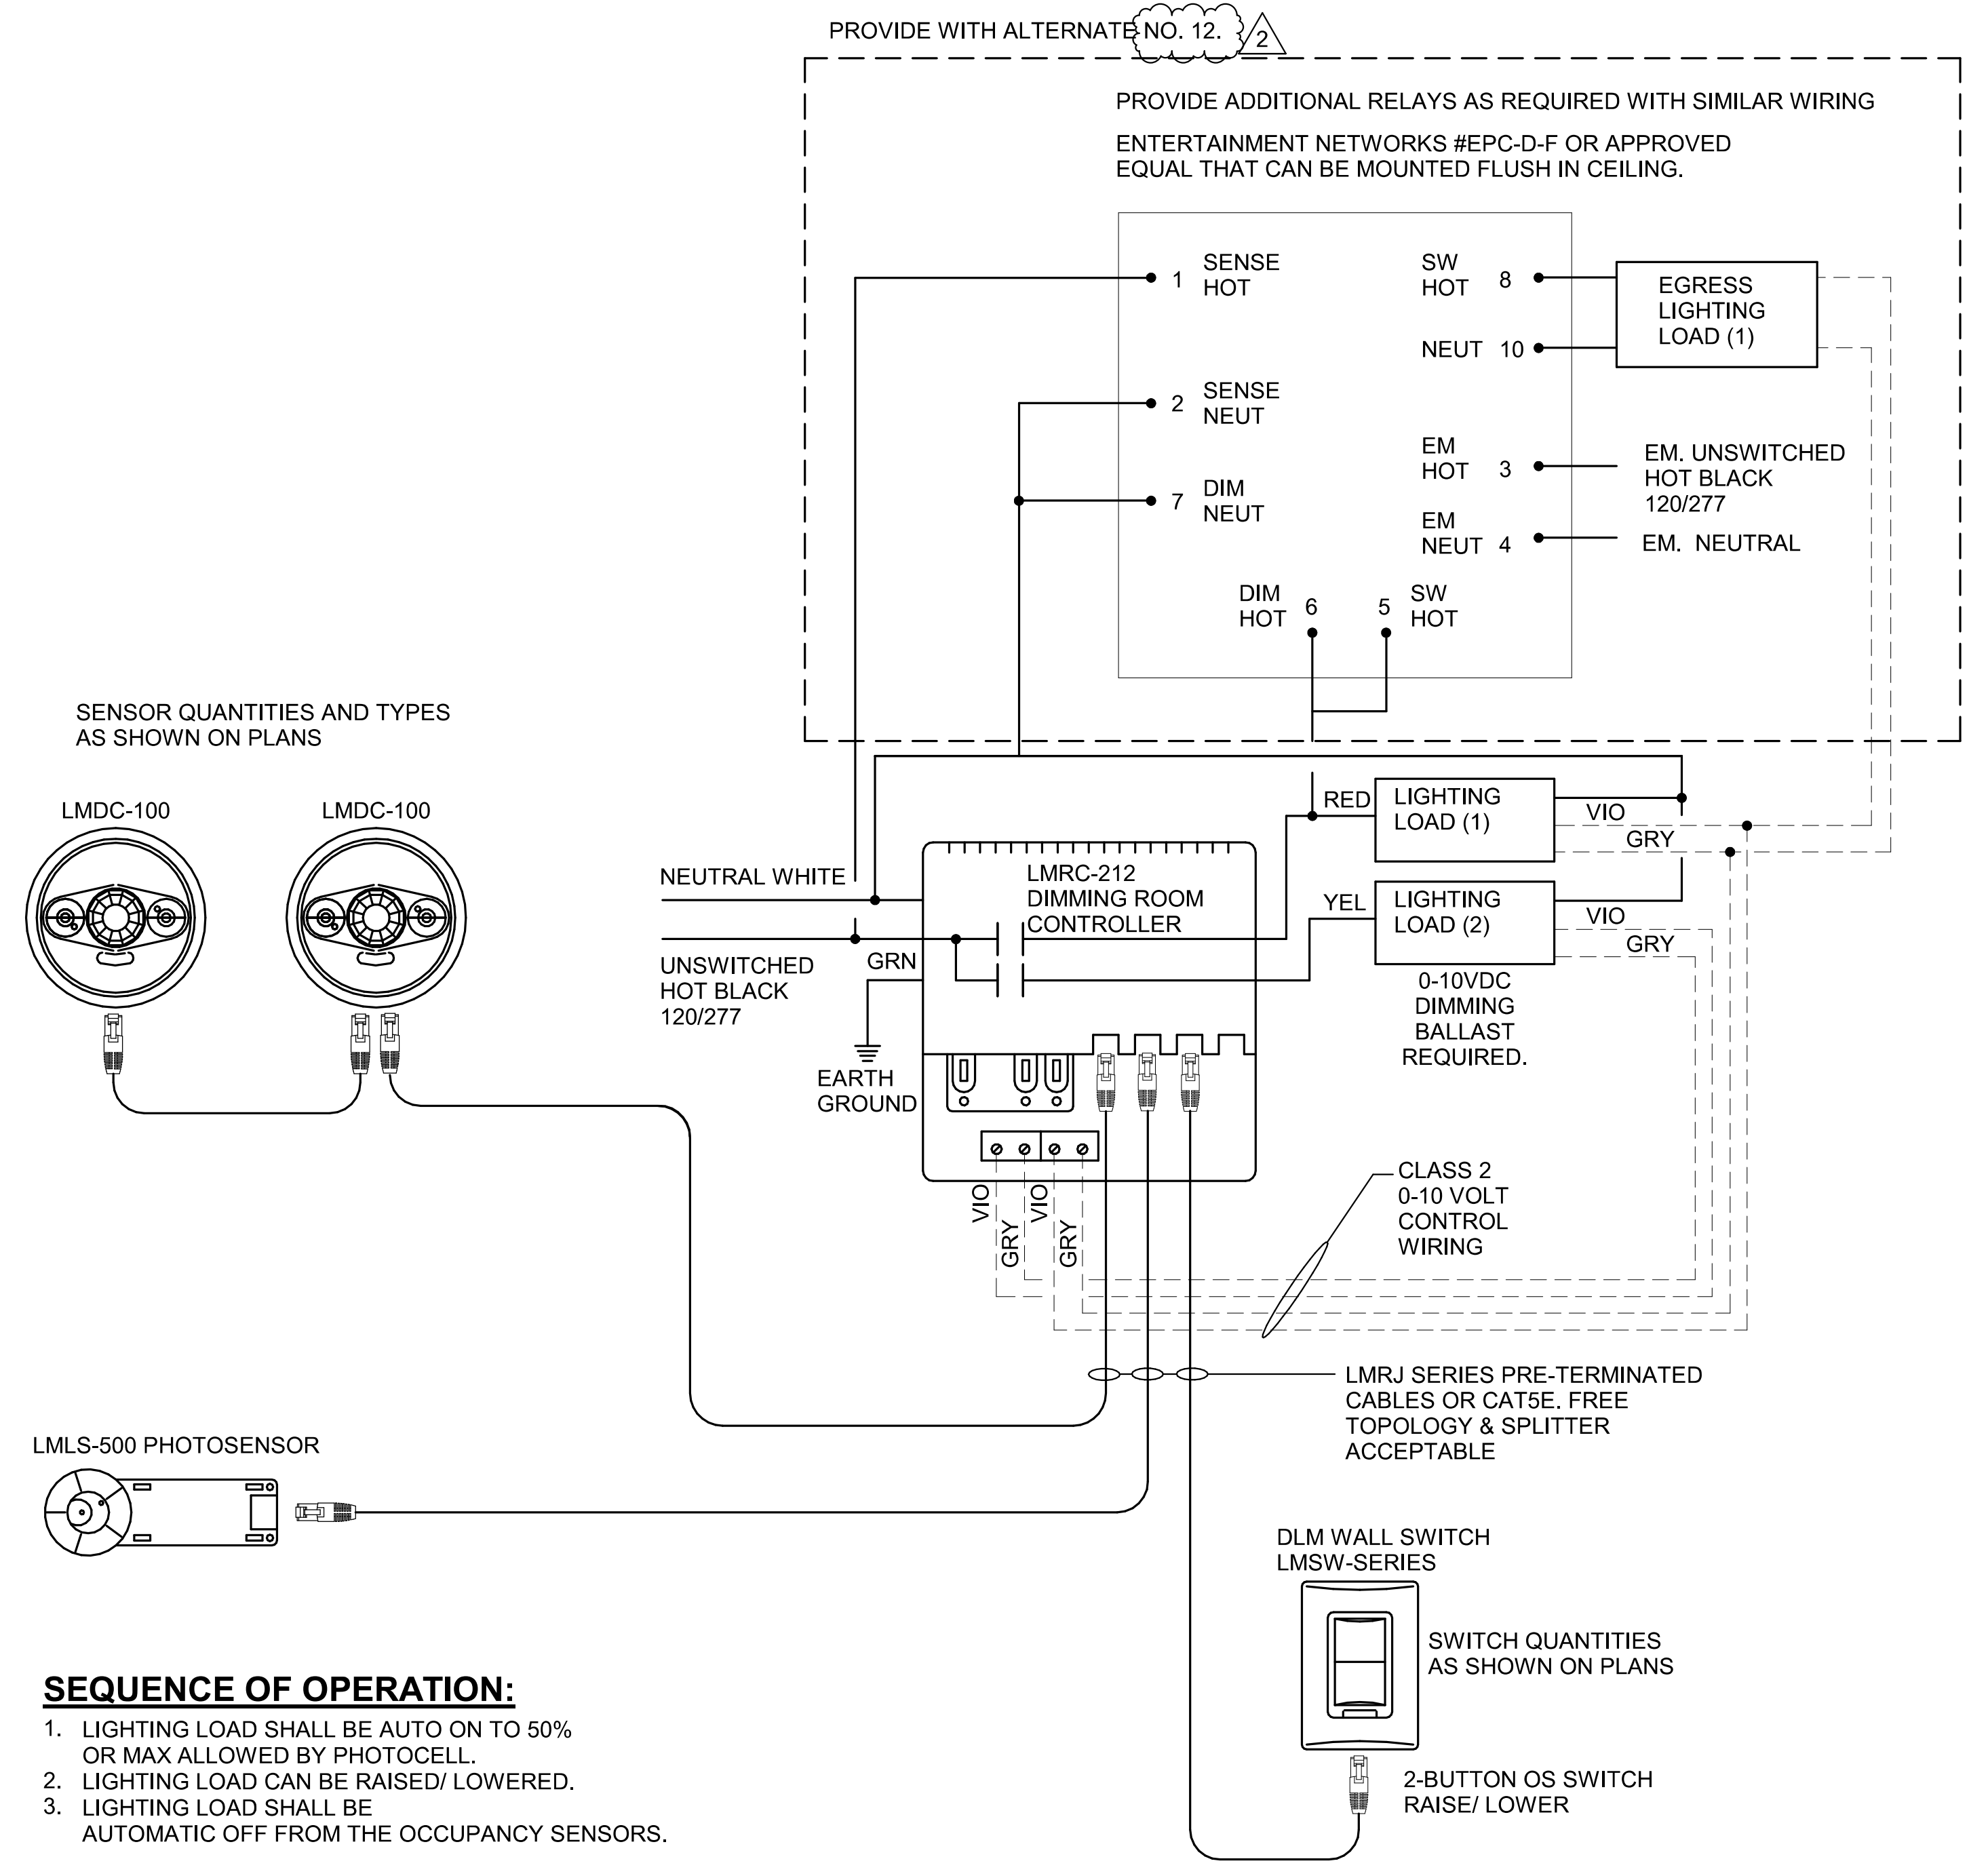 PROVIDE WITH ALTERNATE NO. 12.
2
PROVIDE ADDITIONAL RELAYS AS REQUIRED WITH SIMILAR WIRING
ENTERTAINMENT NETWORKS #EPC-D-F OR APPROVED
EQUAL THAT CAN BE MOUNTED FLUSH IN CEILING.
1 SENSE
HOT
SW
HOT 8
EGRESS
LIGHTING
LOAD (1)
NEUT 10
2 SENSE
NEUT
EM
HOT 3
EM. UNSWITCHED
HOT BLACK
120/277
7 DIM
NEUT
EM
NEUT 4
EM. NEUTRAL
DIM
HOT 6
5 SW
HOT
SENSOR QUANTITIES AND TYPES
AS SHOWN ON PLANS
LMDC-100
LMDC-100
RED
LIGHTING
LOAD (1)
VIO
GRY
NEUTRAL WHITE
LMRC-212
DIMMING ROOM
CONTROLLER
YEL
LIGHTING
LOAD (2)
VIO
GRY
UNSWITCHED
HOT BLACK
120/277
GRN
0-10VDC
DIMMING
BALLAST
REQUIRED.
EARTH
GROUND
VIO
GRY
VIO
GRY
CLASS 2
0-10 VOLT
CONTROL
WIRING
LMRJ SERIES PRE-TERMINATED
CABLES OR CAT5E. FREE
TOPOLOGY & SPLITTER
ACCEPTABLE
LMLS-500 PHOTOSENSOR
DLM WALL SWITCH
LMSW-SERIES
SWITCH QUANTITIES
AS SHOWN ON PLANS
2-BUTTON OS SWITCH
RAISE/ LOWER
SEQUENCE OF OPERATION:
1. LIGHTING LOAD SHALL BE AUTO ON TO 50%
OR MAX ALLOWED BY PHOTOCELL.
2. LIGHTING LOAD CAN BE RAISED/ LOWERED.
3. LIGHTING LOAD SHALL BE
AUTOMATIC OFF FROM THE OCCUPANCY SENSORS.